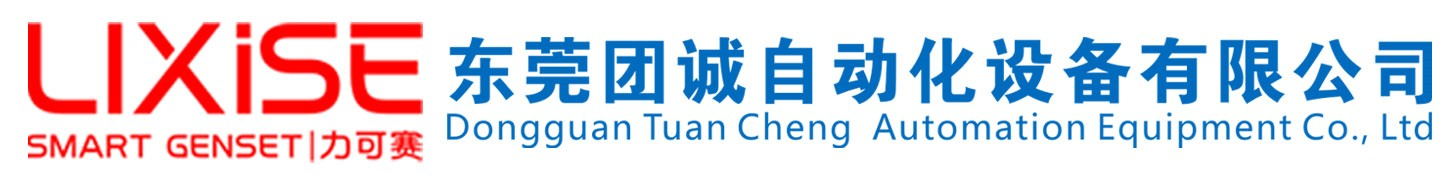 LIXiSE
SMART GENSET|力可赛
东莞团诚自动化设备有限公司
Dongguan Tuan Cheng Automation Equipment Co., Ltd